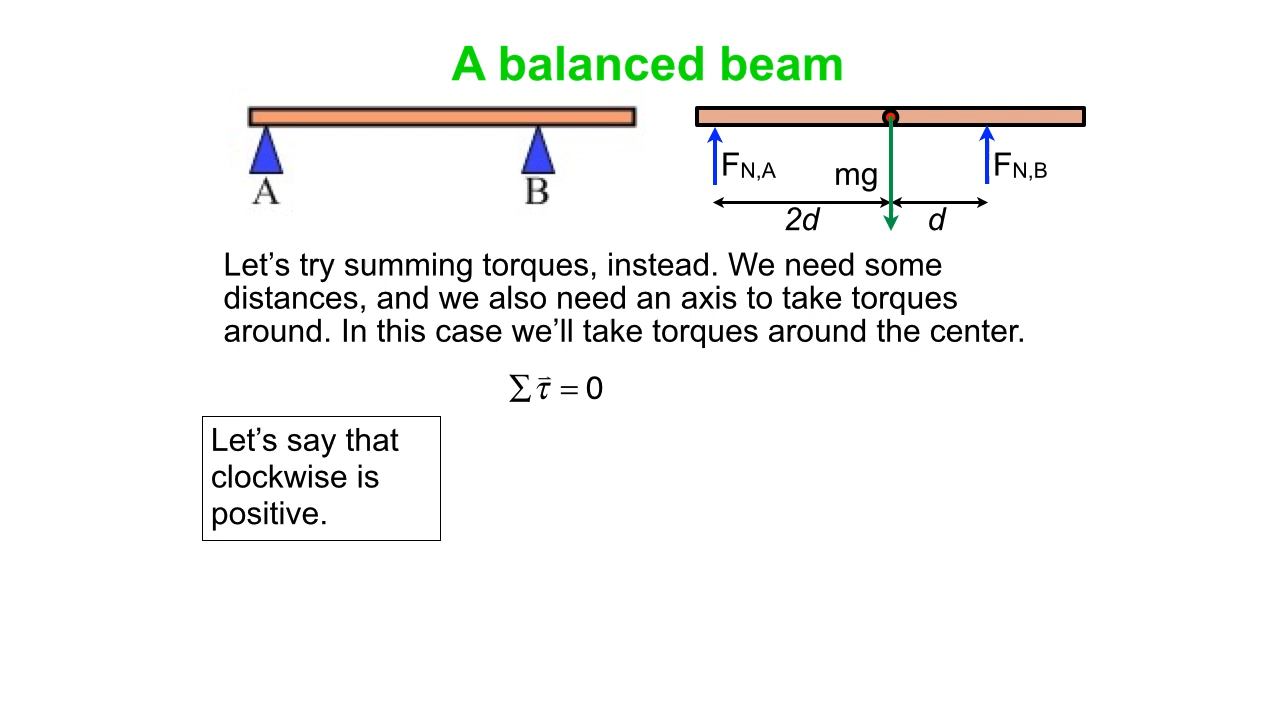 A balanced beam
A
B
F_N,A
mg
F_N,B
2d
d
Let’s try summing torques, instead. We need some
distances, and we also need an axis to take torques
around. In this case we’ll take torques around the center.
∑ τ⃗ = 0
Let’s say that
clockwise is
positive.